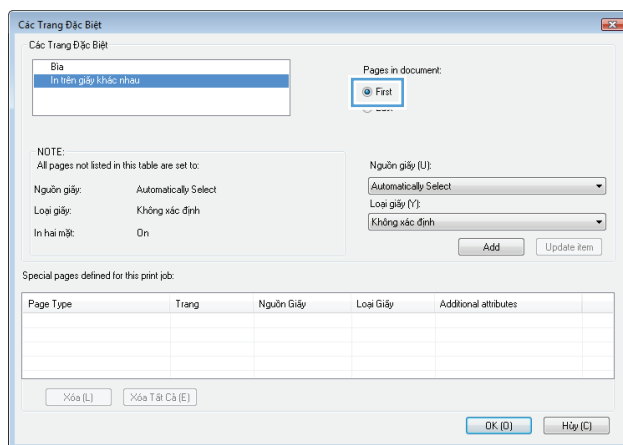 Các Trang Đặc Biệt
Các Trang Đặc Biệt
Bìa
In trên giấy khác nhau
Pages in document:
First
NOTE:
All pages not listed in this table are set to:
Nguồn giấy: Automatically Select
Loại giấy: Không xác định
In hai mặt: On
Nguồn giấy (U):
Automatically Select
Loại giấy (Y):
Không xác định
Add Update item
Special pages defined for this print job:
Page Type Trang Nguồn Giấy Loại Giấy Additional attributes
Xóa (L) Xóa Tất Cả (E)
OK (O) Hủy (C)